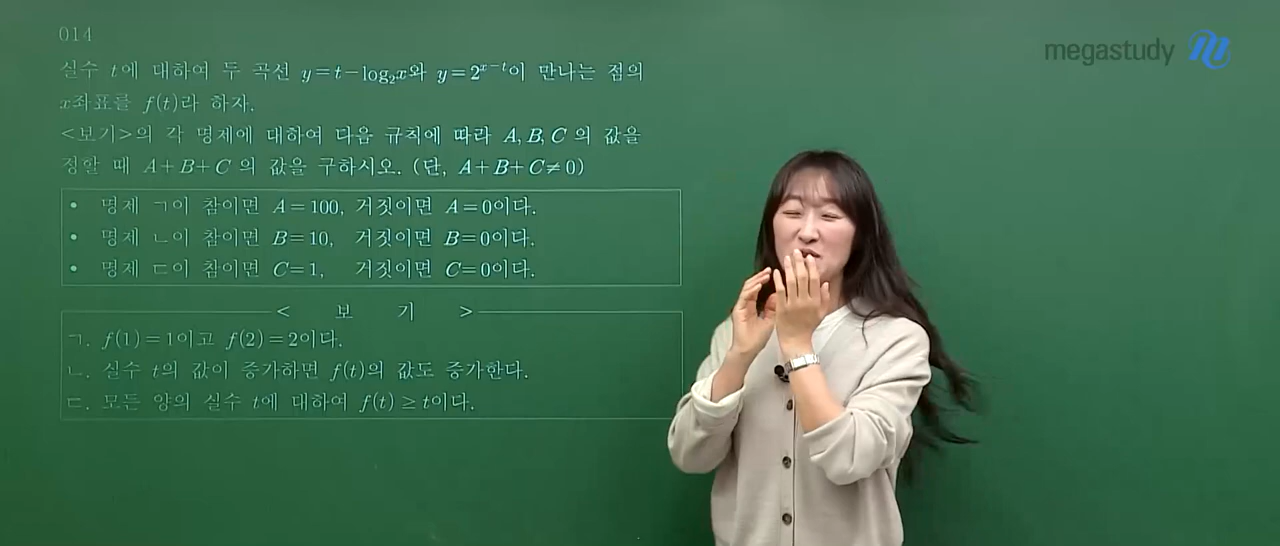 014
megastudy
실수 t에 대하여 두 곡선 y=t-log₂x와 y=2^{x-t}이 만나는 점의
x좌표를 f(t)라 하자.
<보기>의 각 명제에 대하여 다음 규칙에 따라 A, B, C 의 값을
정할 때 A+B+C 의 값을 구하시오. (단, A+B+C≠0)
• 명제 ㄱ이 참이면 A=100, 거짓이면 A=0이다.
• 명제 ㄴ이 참이면 B=10, 거짓이면 B=0이다.
• 명제 ㄷ이 참이면 C=1, 거짓이면 C=0이다.
< 보 기 >
ㄱ. f(1)=1이고 f(2)=2이다.
ㄴ. 실수 t의 값이 증가하면 f(t)의 값도 증가한다.
ㄷ. 모든 양의 실수 t에 대하여 f(t)≥t이다.